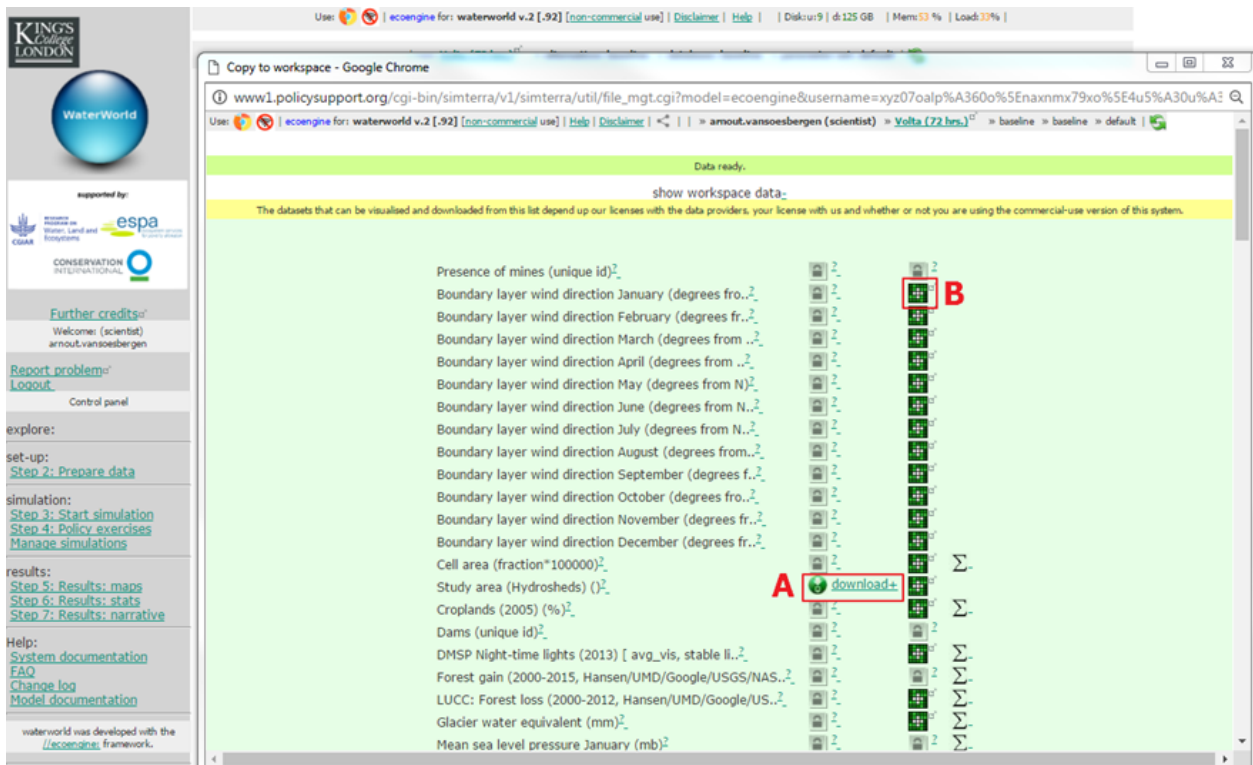 KING'S
College
LONDON
WaterWorld
supported by:
CGIAR
RESEARCH PROGRAM ON
Water, Land and
Ecosystems
espa
CONSERVATION
INTERNATIONAL
Further credits
Welcome: (scientist)
arnout.vansoesbergen
Report problem
Logout
Control panel
explore:
set-up:
Step 2: Prepare data
simulation:
Step 3: Start simulation
Step 4: Policy exercises
Manage simulations
results:
Step 5: Results: maps
Step 6: Results: stats
Step 7: Results: narrative
Help:
System documentation
FAQ
Change log
Model documentation
waterworld was developed with the
//ecoengine: framework.
Use: | ecoengine for: waterworld v.2 [.92] [non-commercial use] | Disclaimer | Help | | Disk:u:9 | d:125 GB | Mem:53 % | Load:33% |
Copy to workspace - Google Chrome
www1.policysupport.org/cgi-bin/simterra/v1/simterra/util/file_mgt.cgi?model=ecoengine&username=xyz07oalp%A360o%5Enaxnmx79xo%5E4u5%A30u%A3
Use: | ecoengine for: waterworld v.2 [.92] [non-commercial use] | Help | Disclaimer | | | » arnout.vansoesbergen (scientist) » Volta (72 hrs.) » baseline » baseline » default |
Data ready.
show workspace data-
The datasets that can be visualised and downloaded from this list depend up our licenses with the data providers, your license with us and whether or not you are using the commercial-use version of this system.
Presence of mines (unique id)? ? ?
Boundary layer wind direction January (degrees fro..? ? B
Boundary layer wind direction February (degrees fr..? ?
Boundary layer wind direction March (degrees from ..? ?
Boundary layer wind direction April (degrees from ..? ?
Boundary layer wind direction May (degrees from N)? ?
Boundary layer wind direction June (degrees from N..? ?
Boundary layer wind direction July (degrees from N..? ?
Boundary layer wind direction August (degrees from..? ?
Boundary layer wind direction September (degrees f..? ?
Boundary layer wind direction October (degrees fro..? ?
Boundary layer wind direction November (degrees fr..? ?
Boundary layer wind direction December (degrees fr..? ?
Cell area (fraction*100000)? ? Σ-
Study area (Hydrosheds) ()? A download+
Croplands (2005) (%)? ? Σ-
Dams (unique id)? ? ?
DMSP Night-time lights (2013) [ avg_vis, stable li..? ? Σ-
Forest gain (2000-2015, Hansen/UMD/Google/USGS/NAS..? ? ? Σ-
LUCC: Forest loss (2000-2012, Hansen/UMD/Google/US..? ? Σ-
Glacier water equivalent (mm)? ? Σ-
Mean sea level pressure January (mb)? ? ? Σ-